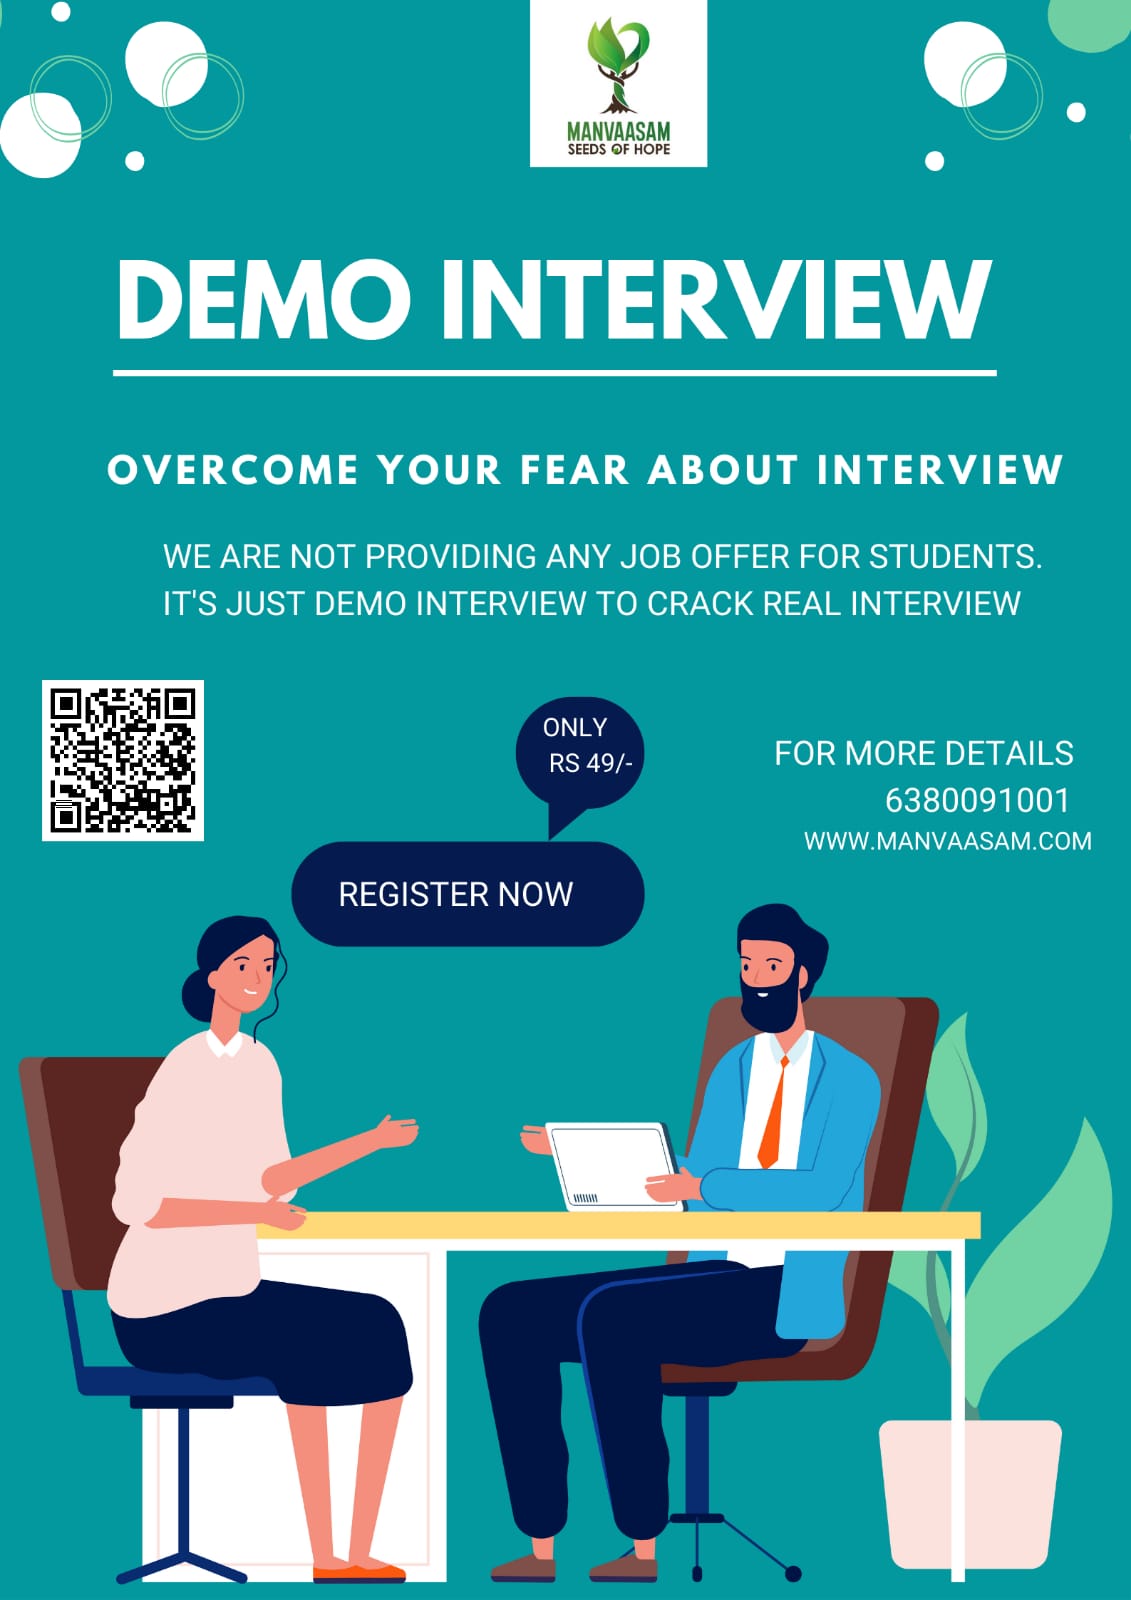 MANVAASAM
SEEDS OF HOPE
DEMO INTERVIEW
OVERCOME YOUR FEAR ABOUT INTERVIEW
WE ARE NOT PROVIDING ANY JOB OFFER FOR STUDENTS.
IT'S JUST DEMO INTERVIEW TO CRACK REAL INTERVIEW
ONLY
RS 49/-
FOR MORE DETAILS
6380091001
WWW.MANVAASAM.COM
REGISTER NOW